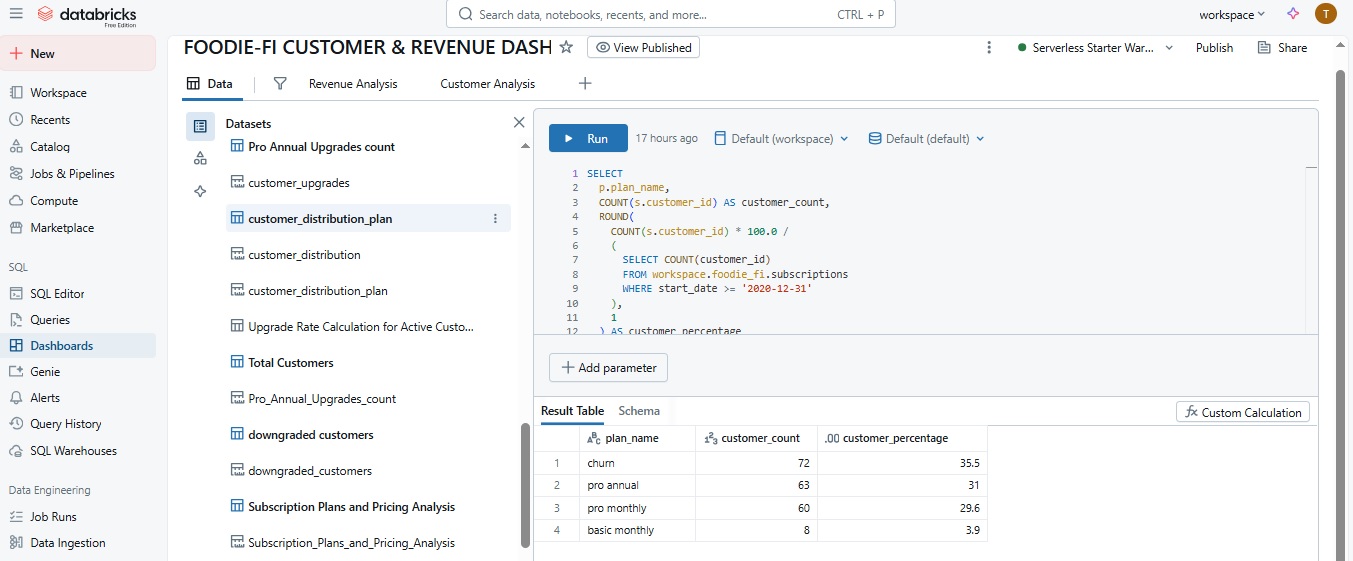 databricks
Free Edition
Search data, notebooks, recents, and more...
CTRL + P
workspace
T
New
Workspace
Recents
Catalog
Jobs & Pipelines
Compute
Marketplace
SQL
SQL Editor
Queries
Dashboards
Genie
Alerts
Query History
SQL Warehouses
Data Engineering
Job Runs
Data Ingestion
FOODIE-FI CUSTOMER & REVENUE DASH
View Published
Serverless Starter War...
Publish
Share
Data
Revenue Analysis
Customer Analysis
Datasets
Pro Annual Upgrades count
customer_upgrades
customer_distribution_plan
customer_distribution
customer_distribution_plan
Upgrade Rate Calculation for Active Custo...
Total Customers
Pro_Annual_Upgrades_count
downgraded customers
downgraded_customers
Subscription Plans and Pricing Analysis
Subscription_Plans_and_Pricing_Analysis
Run 17 hours ago Default (workspace) Default (default)
1 SELECT
2 p.plan_name,
3 COUNT(s.customer_id) AS customer_count,
4 ROUND(
5 COUNT(s.customer_id) * 100.0 /
6 (
7 SELECT COUNT(customer_id)
8 FROM workspace.foodie_fi.subscriptions
9 WHERE start_date >= '2020-12-31'
10 ),
11 1
12 ) AS customer_percentage
Add parameter
Result Table Schema
fx Custom Calculation
ABC plan_name 123 customer_count .00 customer_percentage
1 churn 72 35.5
2 pro annual 63 31
3 pro monthly 60 29.6
4 basic monthly 8 3.9